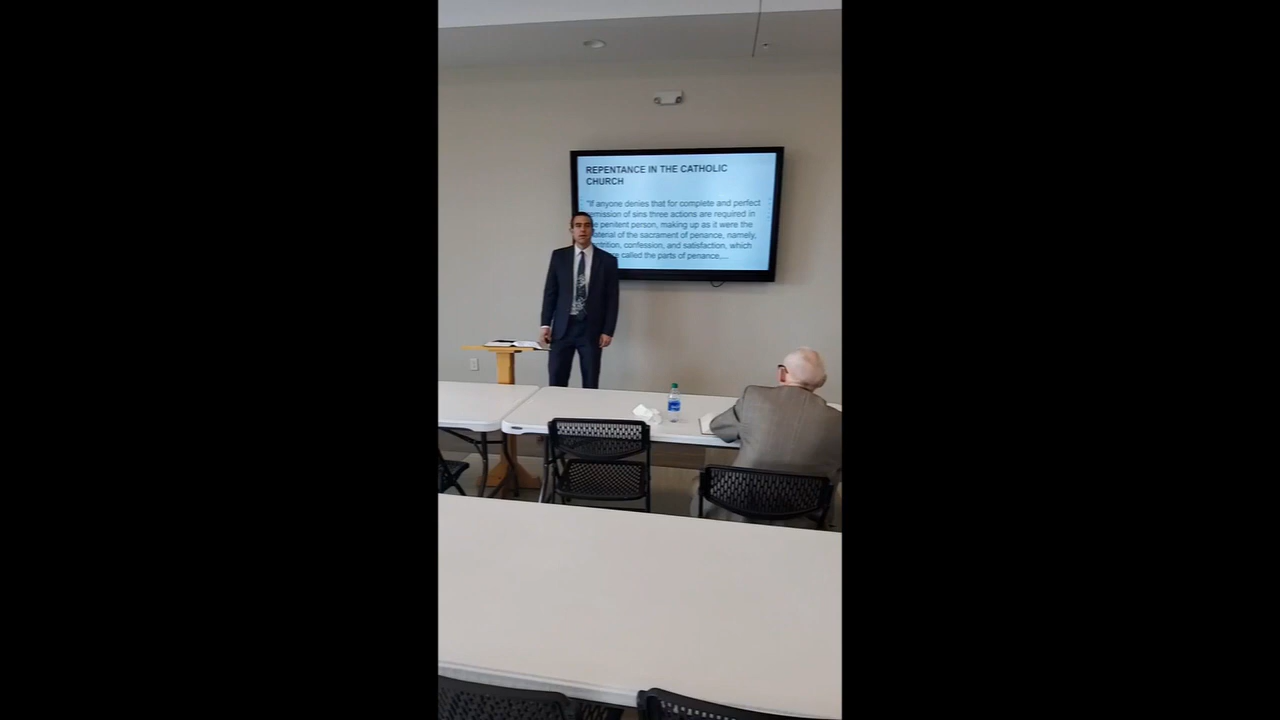 REPENTANCE IN THE CATHOLIC
CHURCH
"If anyone denies that for complete and perfect
remission of sins three actions are required in
penitent person, making up as it were the
of the sacrament of penance, namely,
confession, and satisfaction, which
called the parts of penance,...